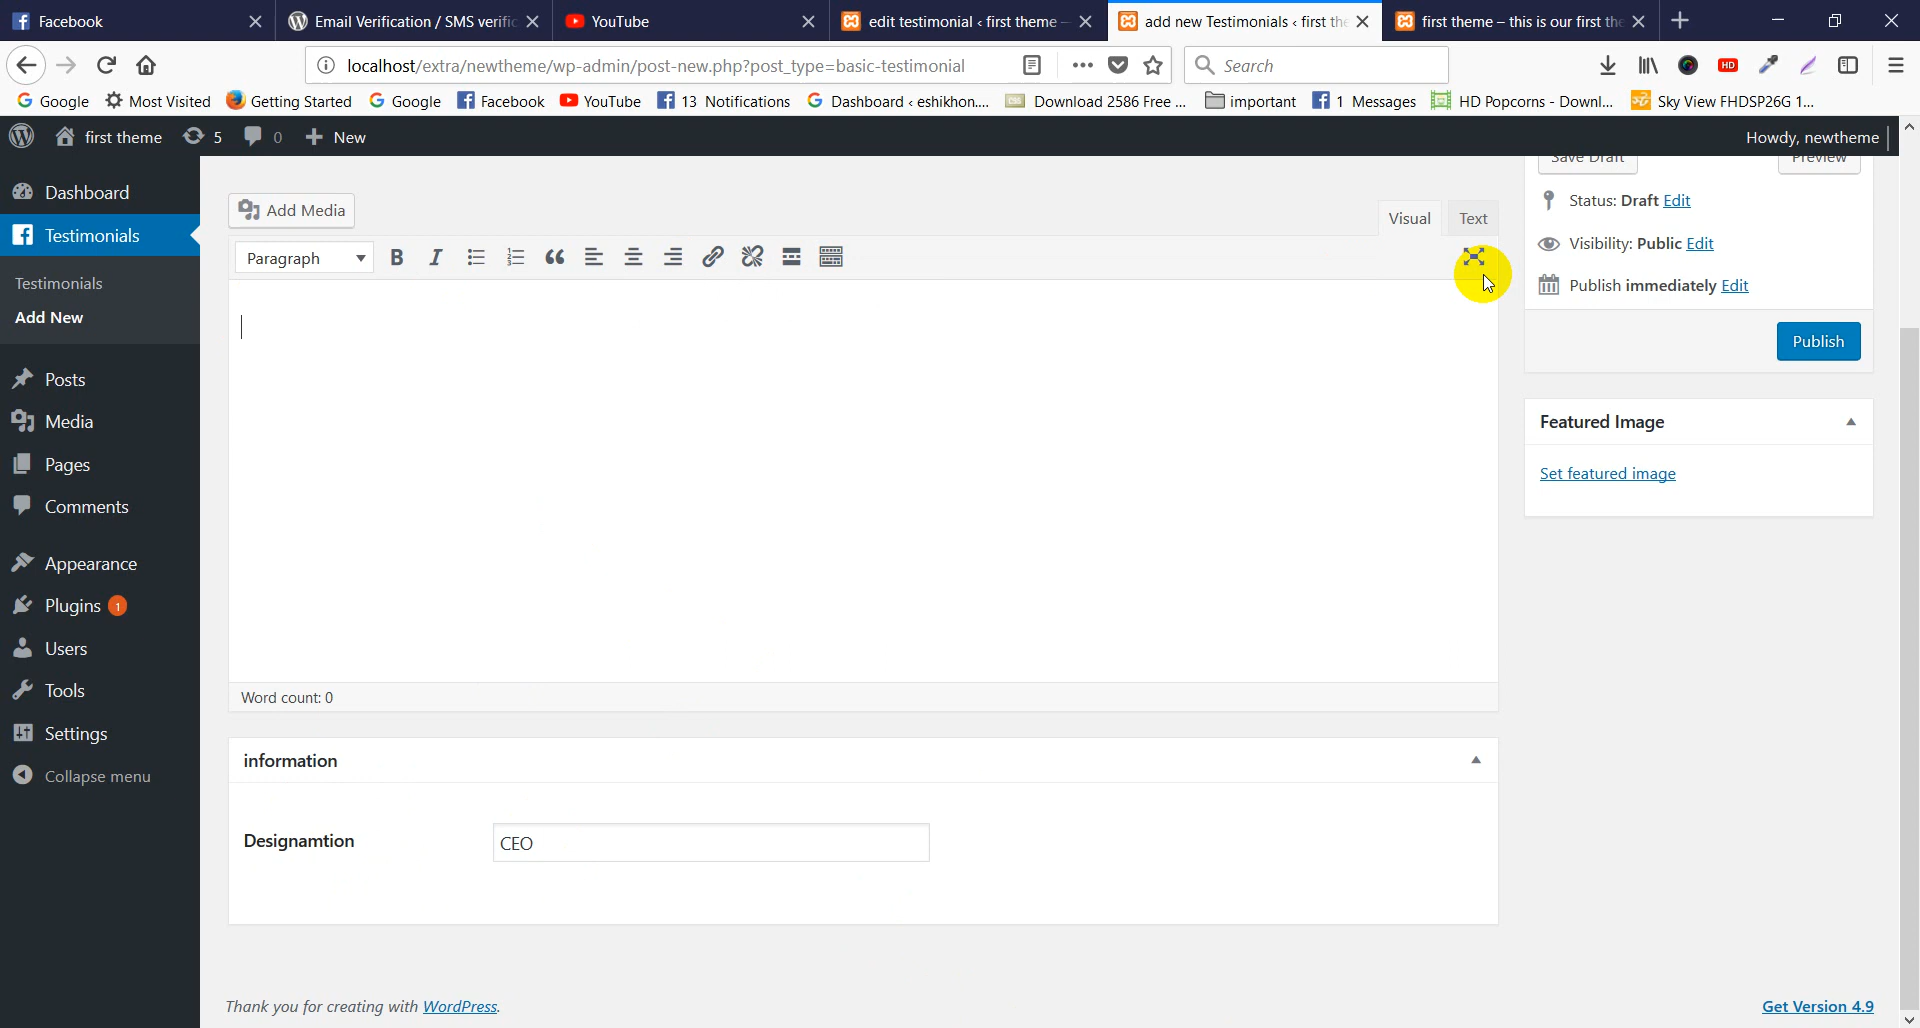 Facebook
Email Verification / SMS verific
YouTube
edit testimonial ‹ first theme
add new Testimonials ‹ first the
first theme – this is our first the
localhost/extra/newtheme/wp-admin/post-new.php?post_type=basic-testimonial
Search
HD
Google
Most Visited
Getting Started
Google
Facebook
YouTube
13 Notifications
Dashboard ‹ eshikhon....
Download 2586 Free ...
important
1 Messages
HD Popcorns - Downl...
Sky View FHDSP26G 1...
first theme
5
0
New
Howdy, newtheme
Dashboard
Testimonials
Testimonials
Add New
Posts
Media
Pages
Comments
Appearance
Plugins 1
Users
Tools
Settings
Collapse menu
Add Media
Visual
Text
Paragraph
Word count: 0
information
Designamtion
CEO
Save Draft
Preview
Status: Draft Edit
Visibility: Public Edit
Publish immediately Edit
Publish
Featured Image
Set featured image
Thank you for creating with WordPress.
Get Version 4.9